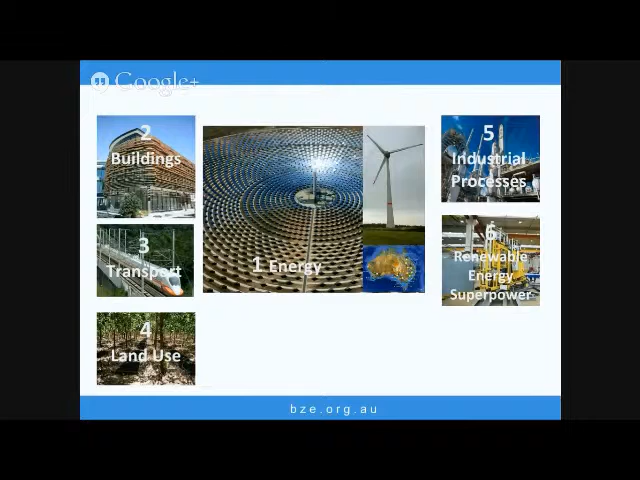 Google+
2
Buildings
3
Transport
4
Land Use
1 Energy
5
Industrial
Processes
6
Renewable
Energy
Superpower
bze.org.au